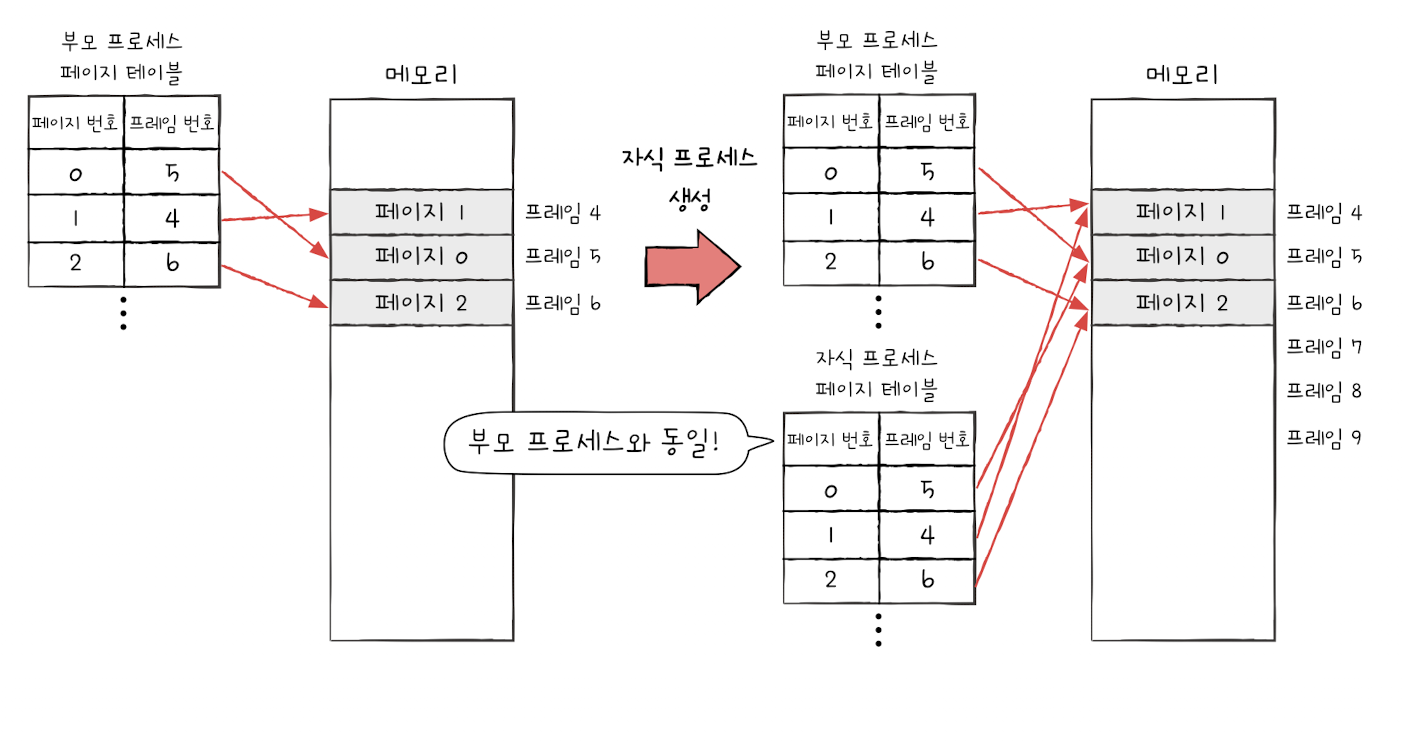 부모 프로세스
페이지 테이블
페이지 번호 프레임 번호
0 5
1 4
2 6
메모리
페이지 1 프레임 4
페이지 0 프레임 5
페이지 2 프레임 6
자식 프로세스
생성
부모 프로세스
페이지 테이블
페이지 번호 프레임 번호
0 5
1 4
2 6
부모 프로세스와 동일!
자식 프로세스
페이지 테이블
페이지 번호 프레임 번호
0 5
1 4
2 6
메모리
페이지 1 프레임 4
페이지 0 프레임 5
페이지 2 프레임 6
프레임 7
프레임 8
프레임 9